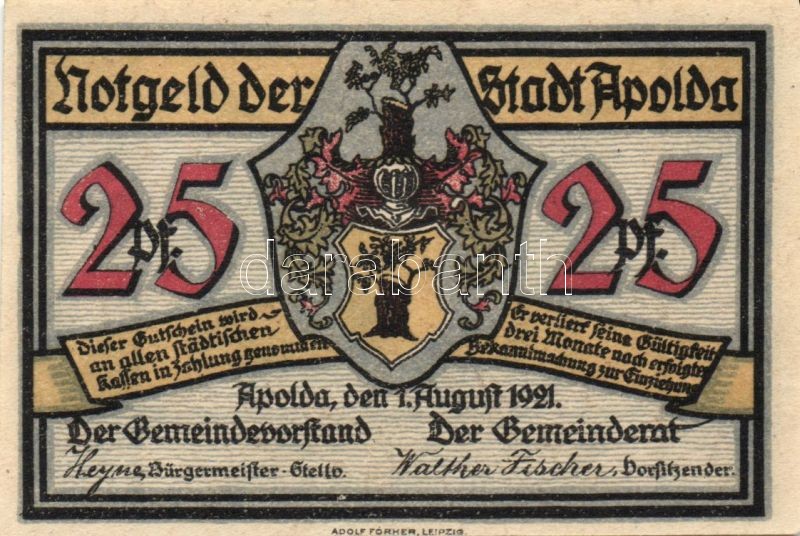 Notgeld der Stadt Apolda
25 Pf. 25 Pf.
Dieser Gutschein wird
an allen städtischen
Kassen in Zahlung genommen
Er verliert seine Gültigkeit
drei Monate nach erfolgter
Bekanntmachung zur Einziehung
darabanth
Apolda, den 1. August 1921.
Der Gemeindevorstand Der Gemeinderat
Heyne, Bürgermeister-Stellv. Walther Fischer, Vorsitzender.
ADOLF FÖRKER, LEIPZIG.